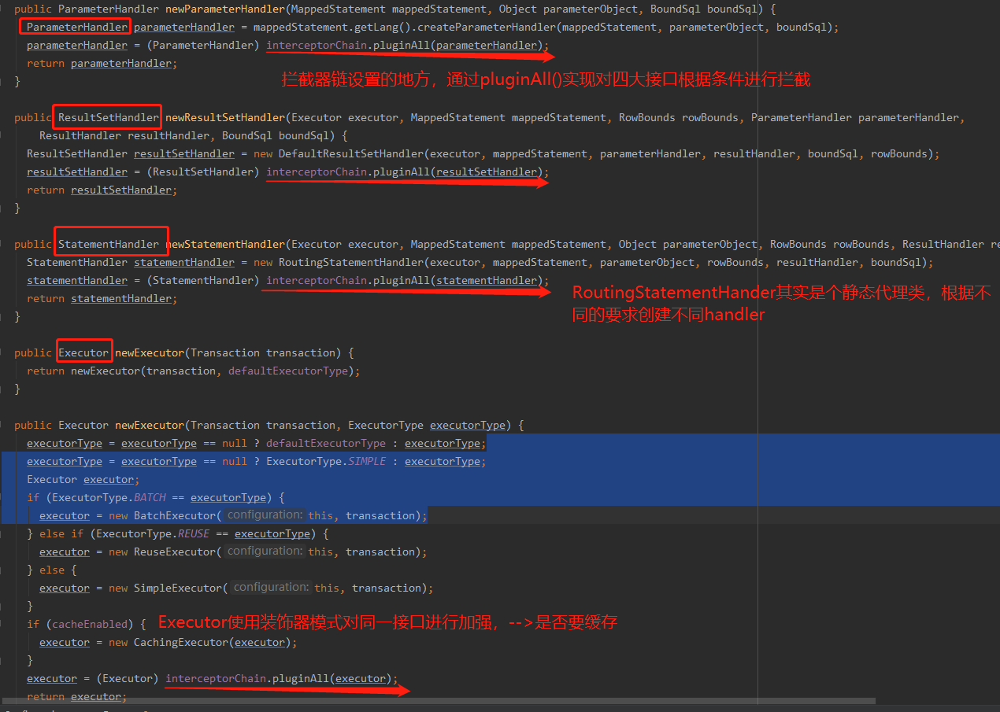 public ParameterHandler newParameterHandler(MappedStatement mappedStatement, Object parameterObject, BoundSql boundSql) {
ParameterHandler parameterHandler = mappedStatement.getLang().createParameterHandler(mappedStatement, parameterObject, boundSql);
parameterHandler = (ParameterHandler) interceptorChain.pluginAll(parameterHandler);
return parameterHandler;
}
拦截器链设置的地方，通过pluginAll()实现对四大接口根据条件进行拦截
public ResultSetHandler newResultSetHandler(Executor executor, MappedStatement mappedStatement, RowBounds rowBounds, ParameterHandler parameterHandler,
ResultHandler resultHandler, BoundSql boundSql) {
ResultSetHandler resultSetHandler = new DefaultResultSetHandler(executor, mappedStatement, parameterHandler, resultHandler, boundSql, rowBounds);
resultSetHandler = (ResultSetHandler) interceptorChain.pluginAll(resultSetHandler);
return resultSetHandler;
}
public StatementHandler newStatementHandler(Executor executor, MappedStatement mappedStatement, Object parameterObject, RowBounds rowBounds, ResultHandler re
StatementHandler statementHandler = new RoutingStatementHandler(executor, mappedStatement, parameterObject, rowBounds, resultHandler, boundSql);
statementHandler = (StatementHandler) interceptorChain.pluginAll(statementHandler);
return statementHandler;
}
RoutingStatementHander其实是个静态代理类，根据不
同的要求创建不同handler
public Executor newExecutor(Transaction transaction) {
return newExecutor(transaction, defaultExecutorType);
}
public Executor newExecutor(Transaction transaction, ExecutorType executorType) {
executorType = executorType == null ? defaultExecutorType : executorType;
executorType = executorType == null ? ExecutorType.SIMPLE : executorType;
Executor executor;
if (ExecutorType.BATCH == executorType) {
executor = new BatchExecutor( configuration: this, transaction);
} else if (ExecutorType.REUSE == executorType) {
executor = new ReuseExecutor( configuration: this, transaction);
} else {
executor = new SimpleExecutor( configuration: this, transaction);
}
if (cacheEnabled) { Executor使用装饰器模式对同一接口进行加强，-->是否要缓存
executor = new CachingExecutor(executor);
}
executor = (Executor) interceptorChain.pluginAll(executor);
return executor;